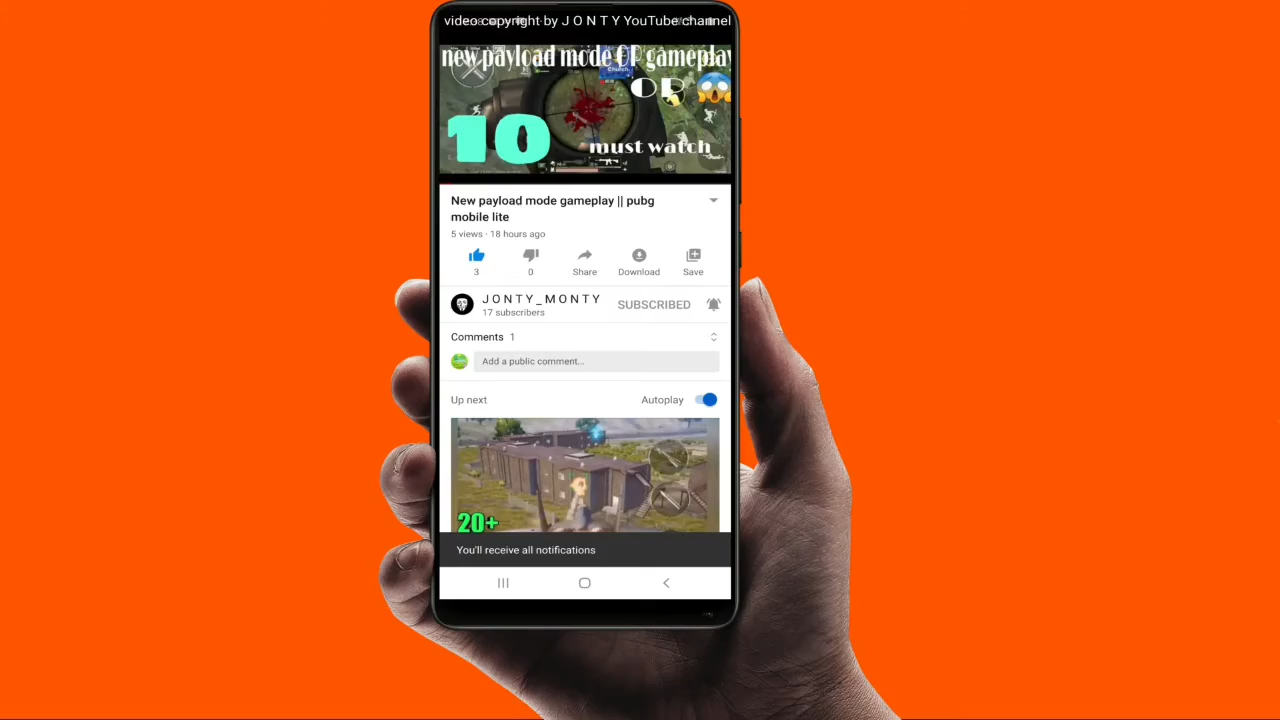 video copyright by J O N T Y YouTube channel
new payload mode OP gameplay
Church
OP
10
must watch
New payload mode gameplay || pubg
mobile lite
5 views · 18 hours ago
3
0
Share
Download
Save
J O N T Y _ M O N T Y
17 subscribers
SUBSCRIBED
Comments 1
Add a public comment...
Up next
Autoplay
20+
You'll receive all notifications